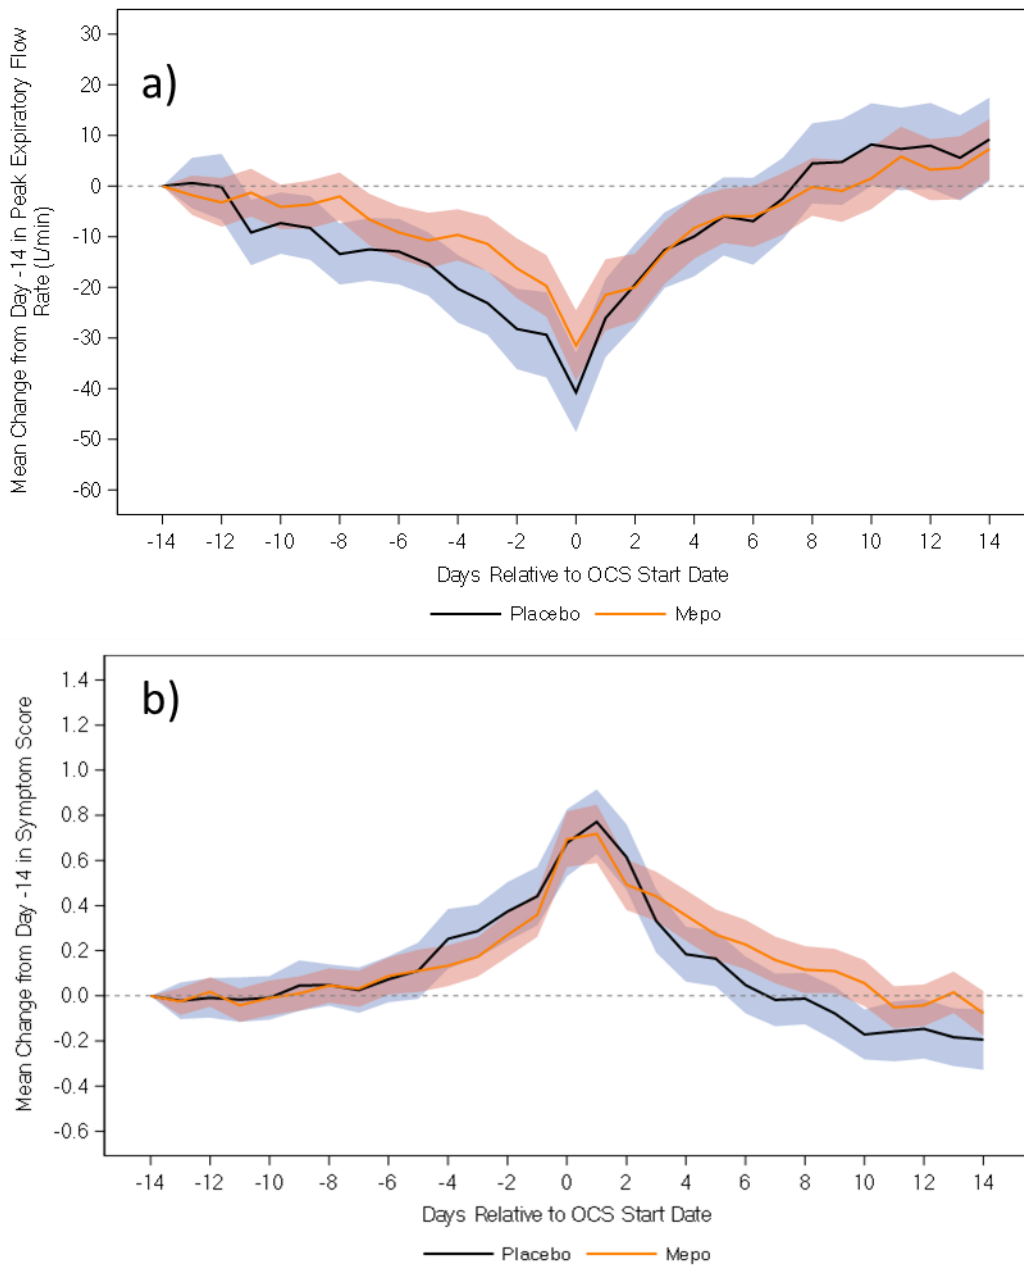 a)
Mean Change from Day -14 in Peak Expiratory Flow
Rate (L/min)
30
20
10
0
-10
-20
-30
-40
-50
-60
-14 -12 -10 -8 -6 -4 -2 0 2 4 6 8 10 12 14
Days Relative to OCS Start Date
Placebo Mepo
b)
Mean Change from Day -14 in Symptom Score
1.4
1.2
1.0
0.8
0.6
0.4
0.2
0.0
-0.2
-0.4
-0.6
-14 -12 -10 -8 -6 -4 -2 0 2 4 6 8 10 12 14
Days Relative to OCS Start Date
Placebo Mepo